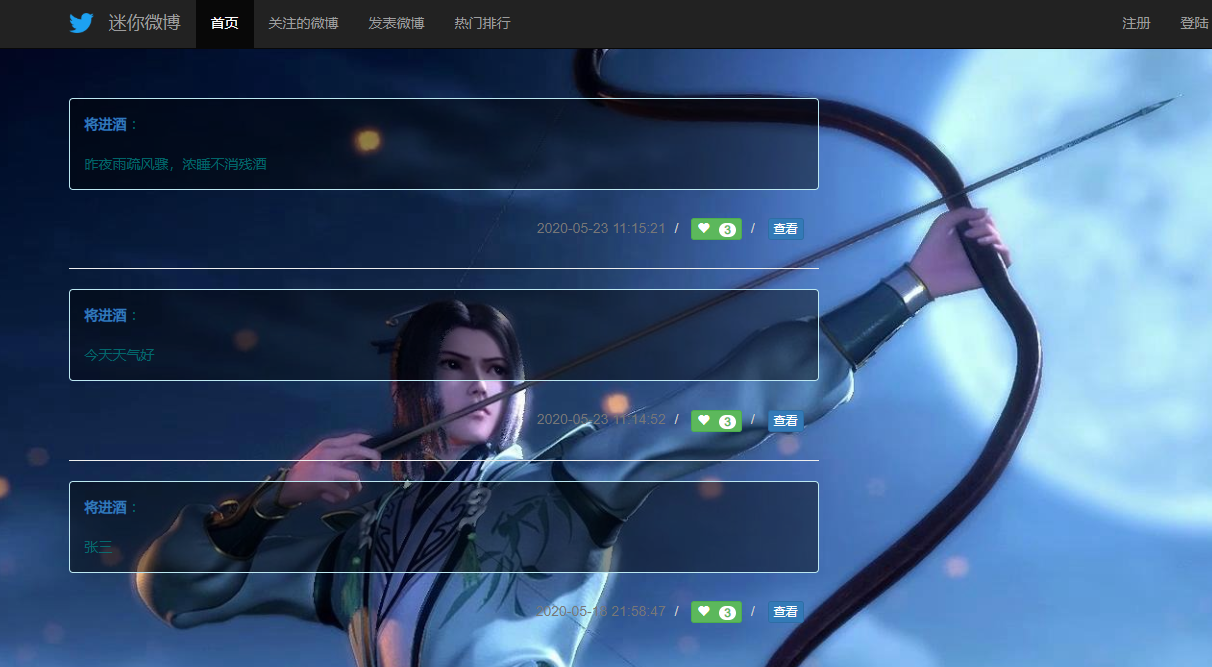 迷你微博 首页 关注的微博 发表微博 热门排行 注册 登陆
将进酒：
昨夜雨疏风骤，浓睡不消残酒
2020-05-23 11:15:21 / 3 / 查看
将进酒：
今天天气好
2020-05-23 11:14:52 / 3 / 查看
将进酒：
张三
2020-05-18 21:58:47 / 3 / 查看